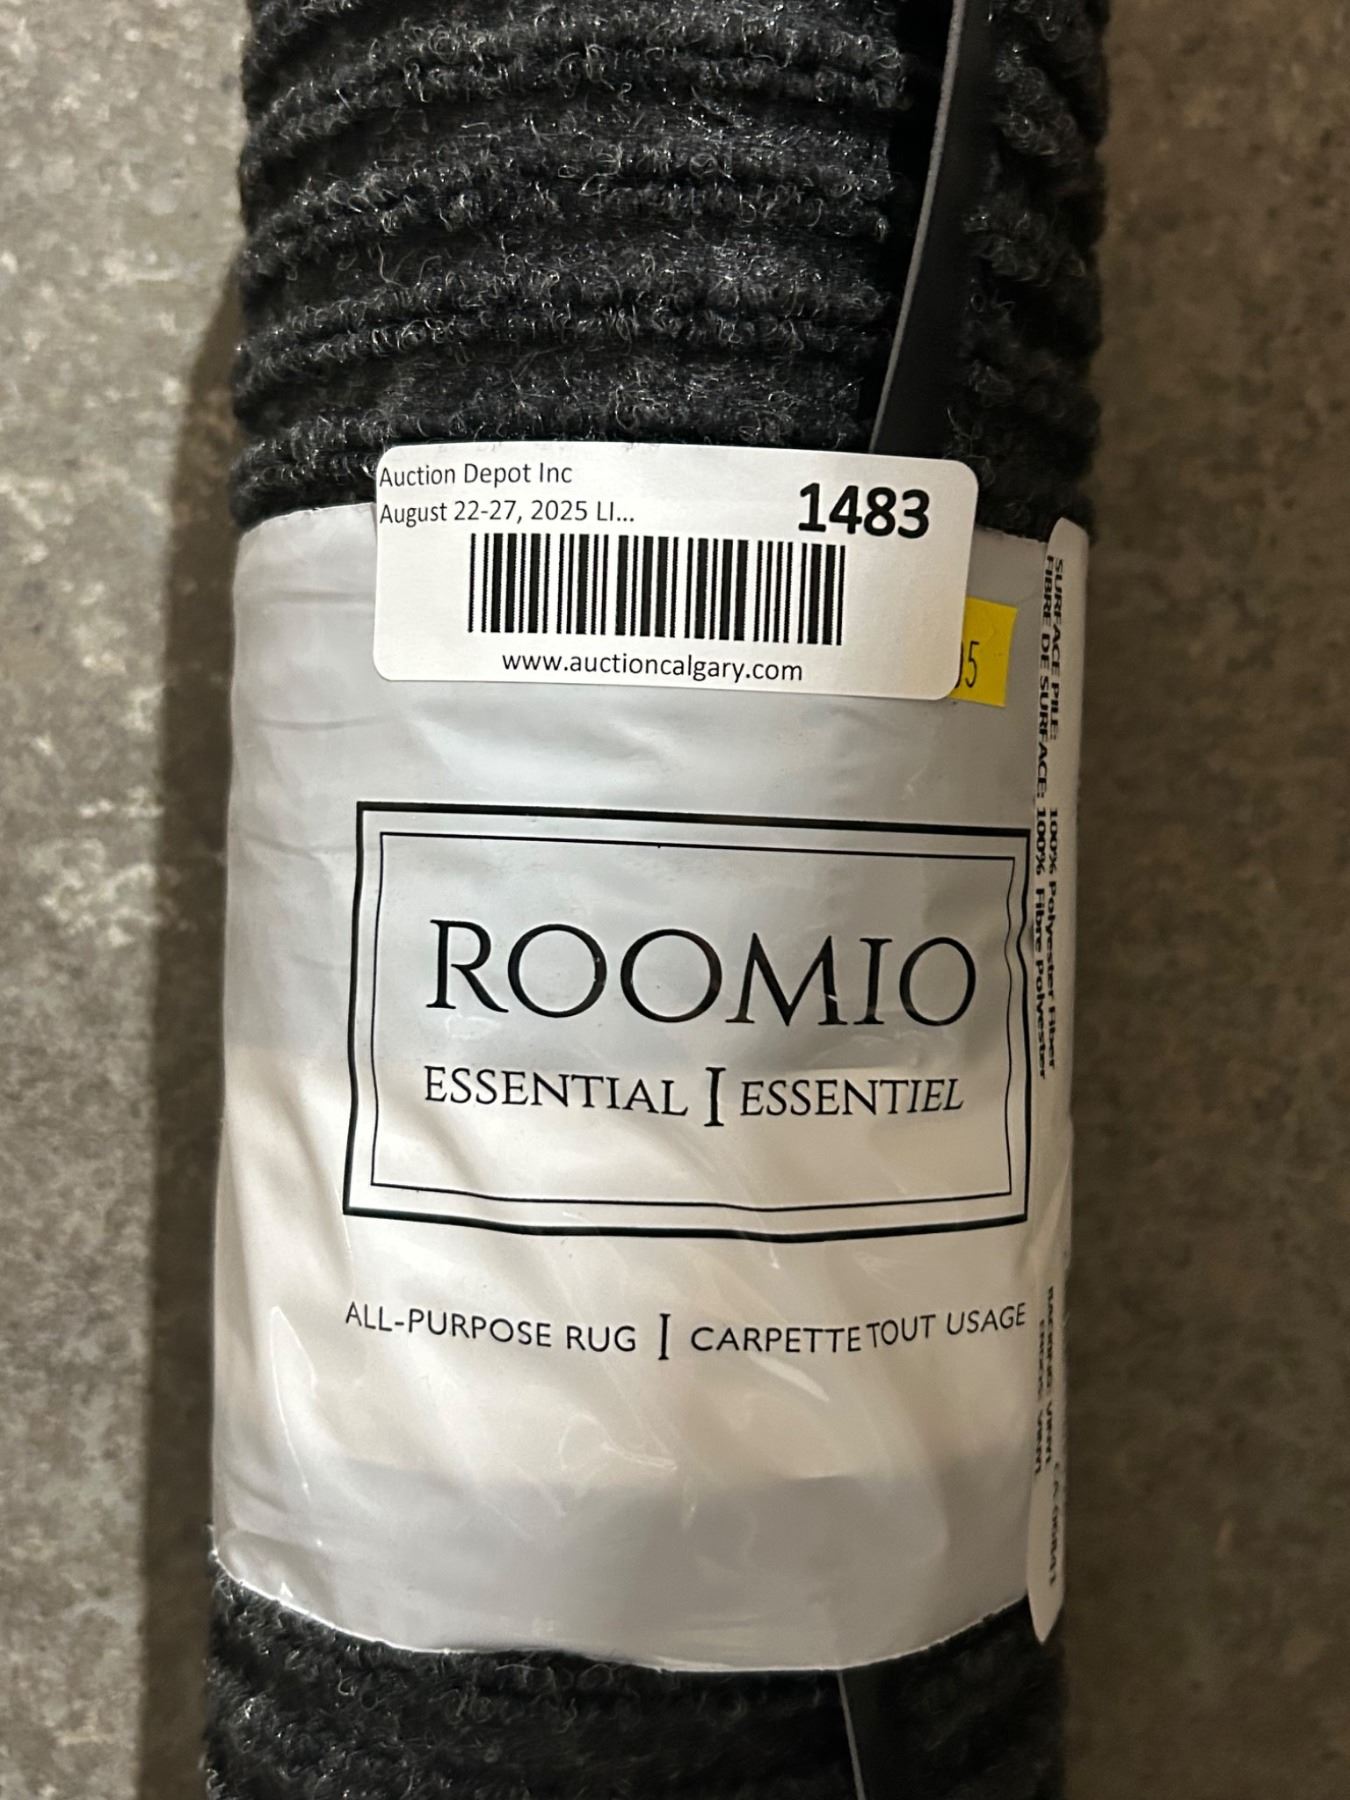 Auction Depot Inc
August 22-27, 2025 LI...
1483
www.auctioncalgary.com
95
ROOMIO
ESSENTIAL | ESSENTIEL
ALL-PURPOSE RUG | CARPETTE TOUT USAGE
SURFACE PILE: 100% Polyester Fiber
FIBRE DE SURFACE: 100% Fibre Polyester